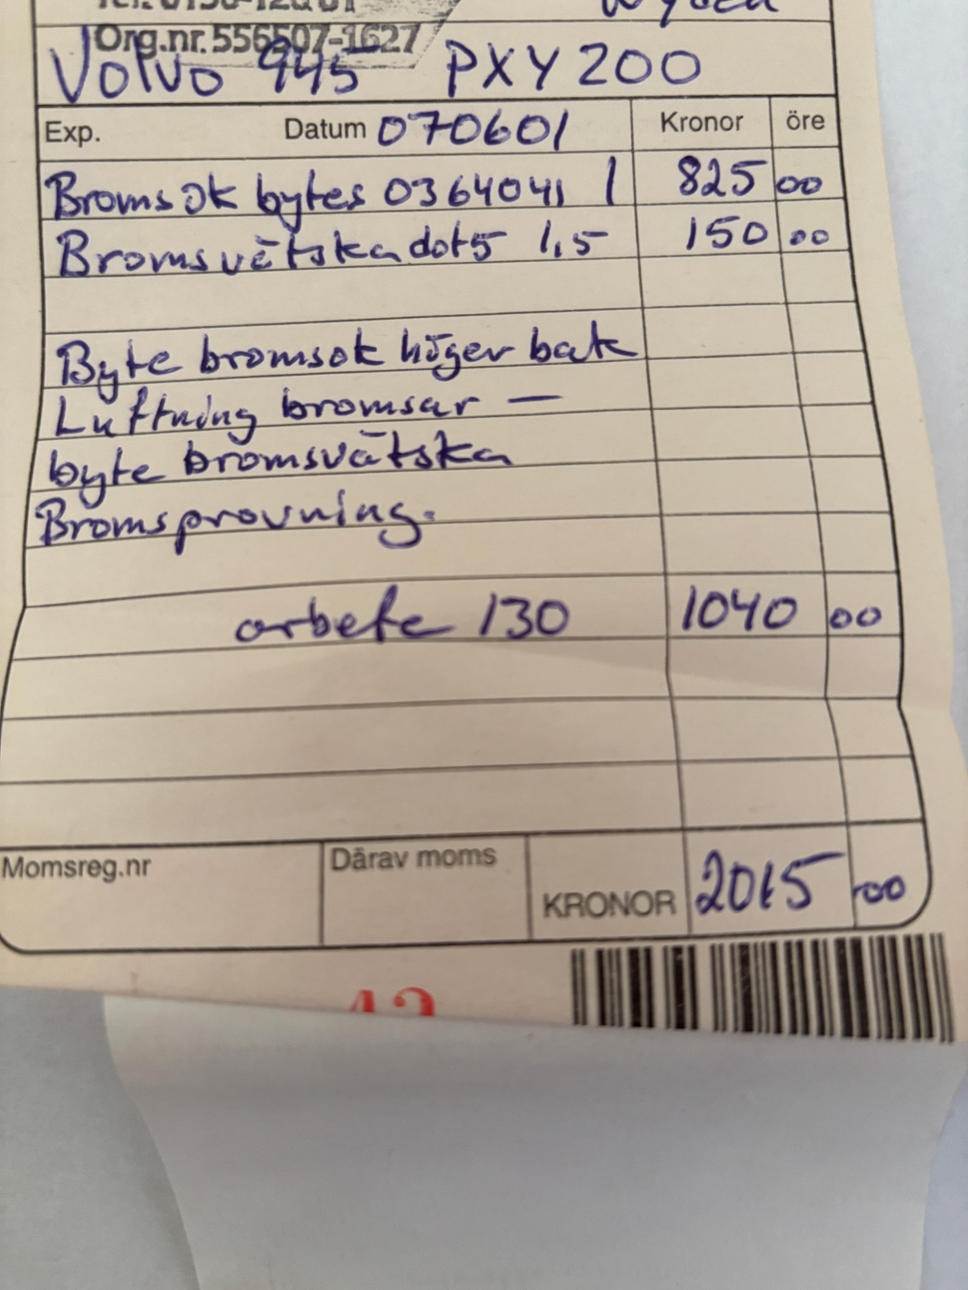 Org.nr. 556507-1627
Volvo 945 PXY200
Exp. Datum 070601 Kronor öre
Bromsok bytes 0364041 1 825 00
Bromsvätska dot5 1,5 150 00
Byte bromsok höger bak
Luftning bromsar —
byte bromsvätska
Bromsprovning.
arbete 130 1040 00
Momsreg.nr Därav moms KRONOR 2015 00